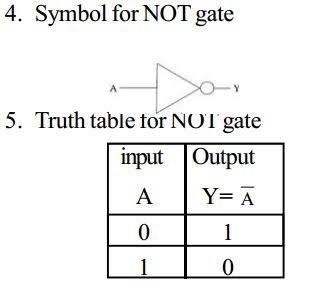 4. Symbol for NOT gate
A Y
5. Truth table for NOT gate
input Output
A Y= A̅
0 1
1 0